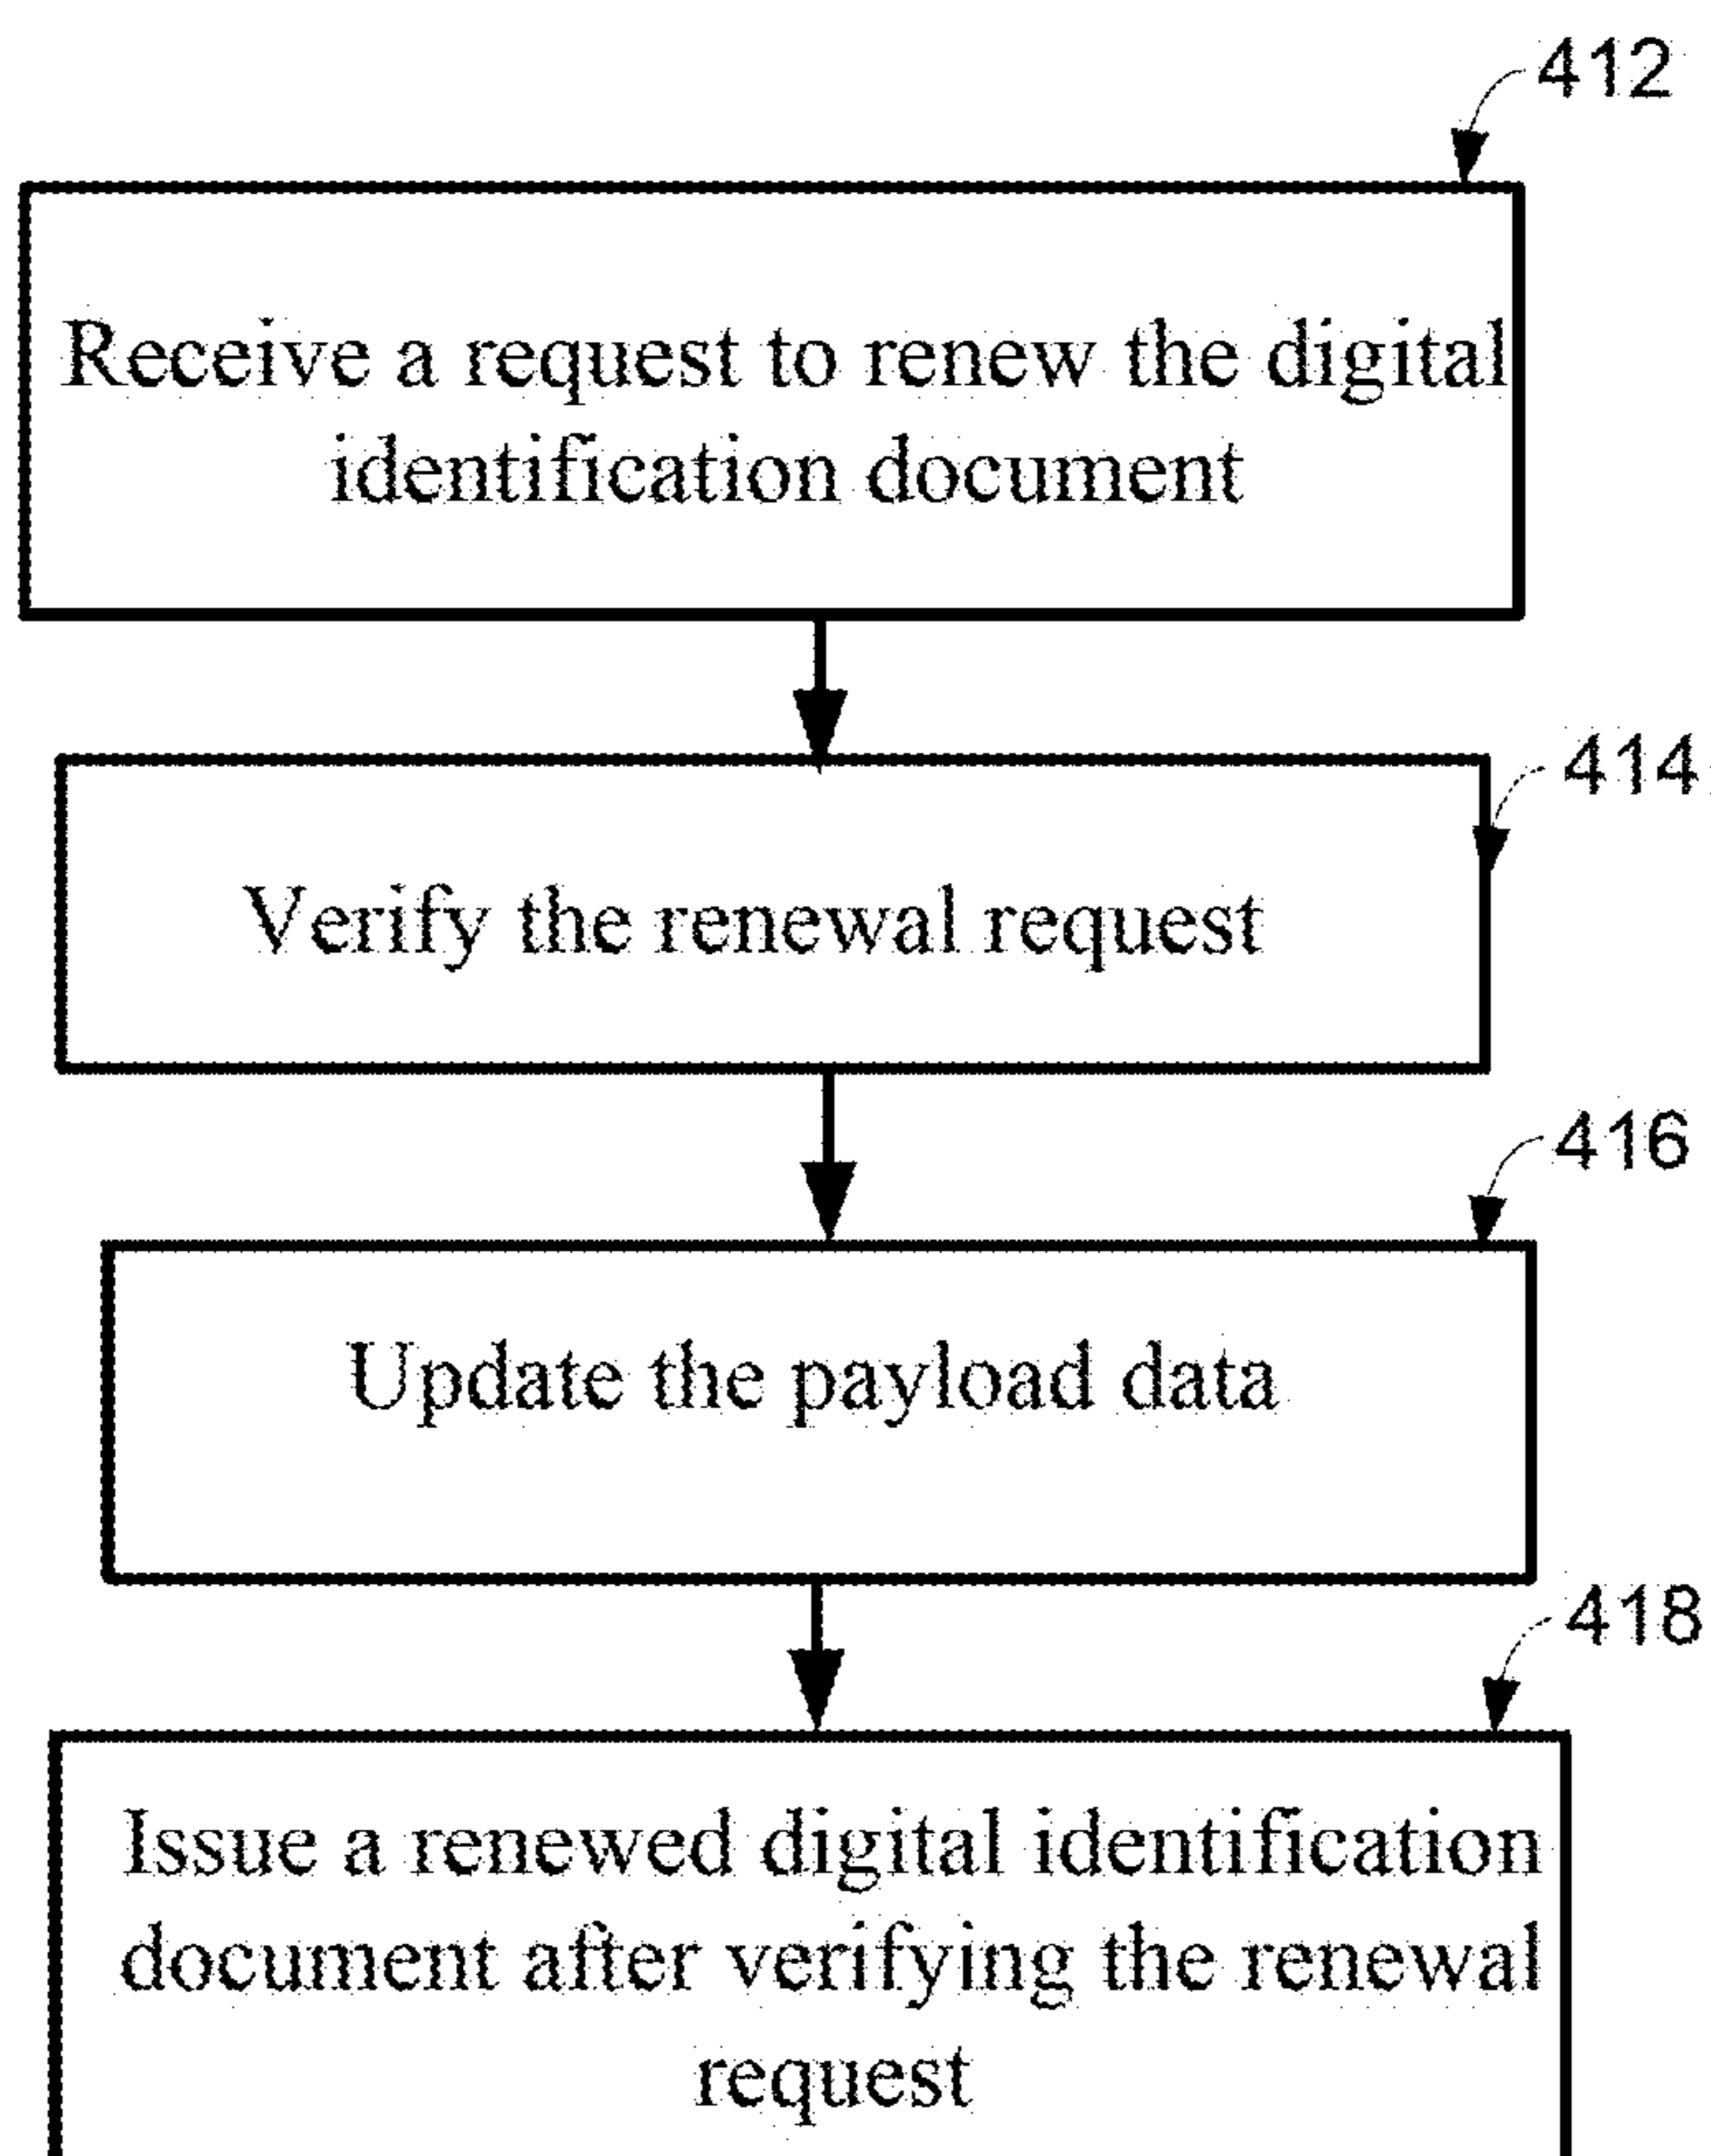 412
Receive a request to renew the digital
identification document
414
Verify the renewal request
416
Update the payload data
418
Issue a renewed digital identification
document after verifying the renewal
request